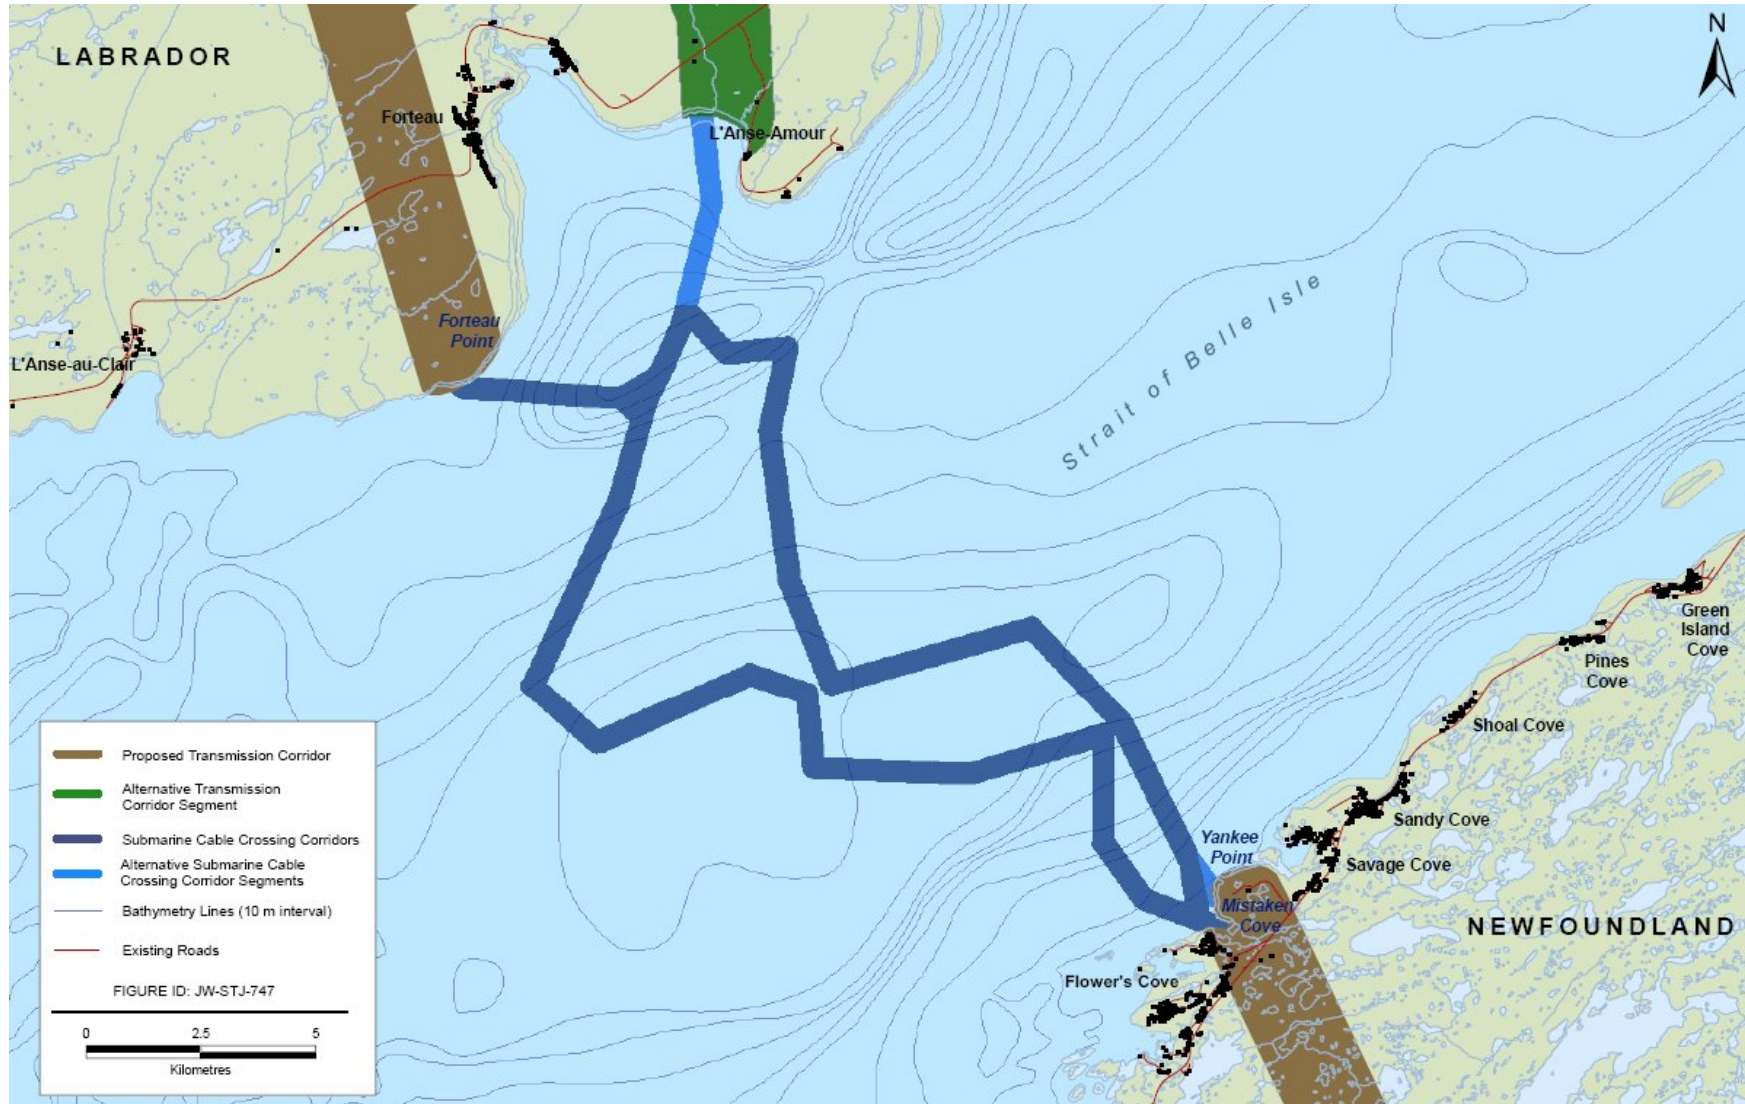 LABRADOR
N
Forteau
L'Anse-Amour
Strait of Belle Isle
Forteau
Point
L'Anse-au-Clair
Green
Island
Cove
Pines
Cove
Shoal Cove
Sandy Cove
Yankee
Point
Savage Cove
Mistaken
Cove
NEWFOUNDLAND
Flower's Cove
Proposed Transmission Corridor
Alternative Transmission
Corridor Segment
Submarine Cable Crossing Corridors
Alternative Submarine Cable
Crossing Corridor Segments
Bathymetry Lines (10 m interval)
Existing Roads
FIGURE ID: JW-STJ-747
0 2.5 5
Kilometres